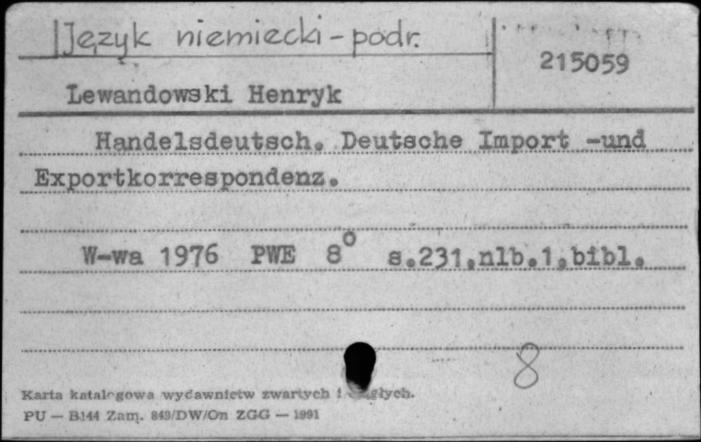 Język niemiecki - podr.
215059
Lewandowski Henryk
Handelsdeutsch. Deutsche Import -und
Exportkorrespondenz.
W-wa 1976 PWE 8° s.231,nlb.1,bibl.
8
Karta katalogowa wydawnictw zwartych i
PU — B.144 Zam. 849/DW/On ZGG — 1991